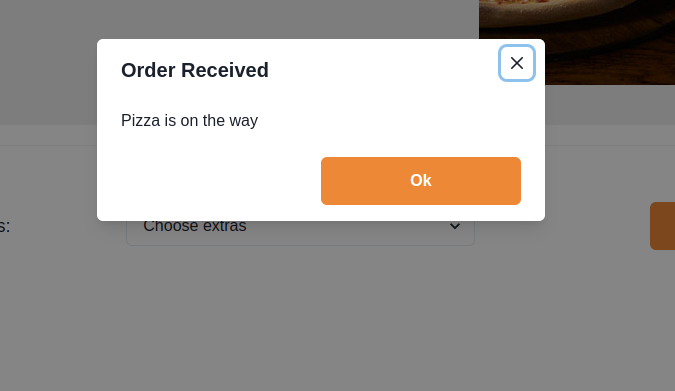 Order Received
Pizza is on the way
Ok
s:
Choose extras